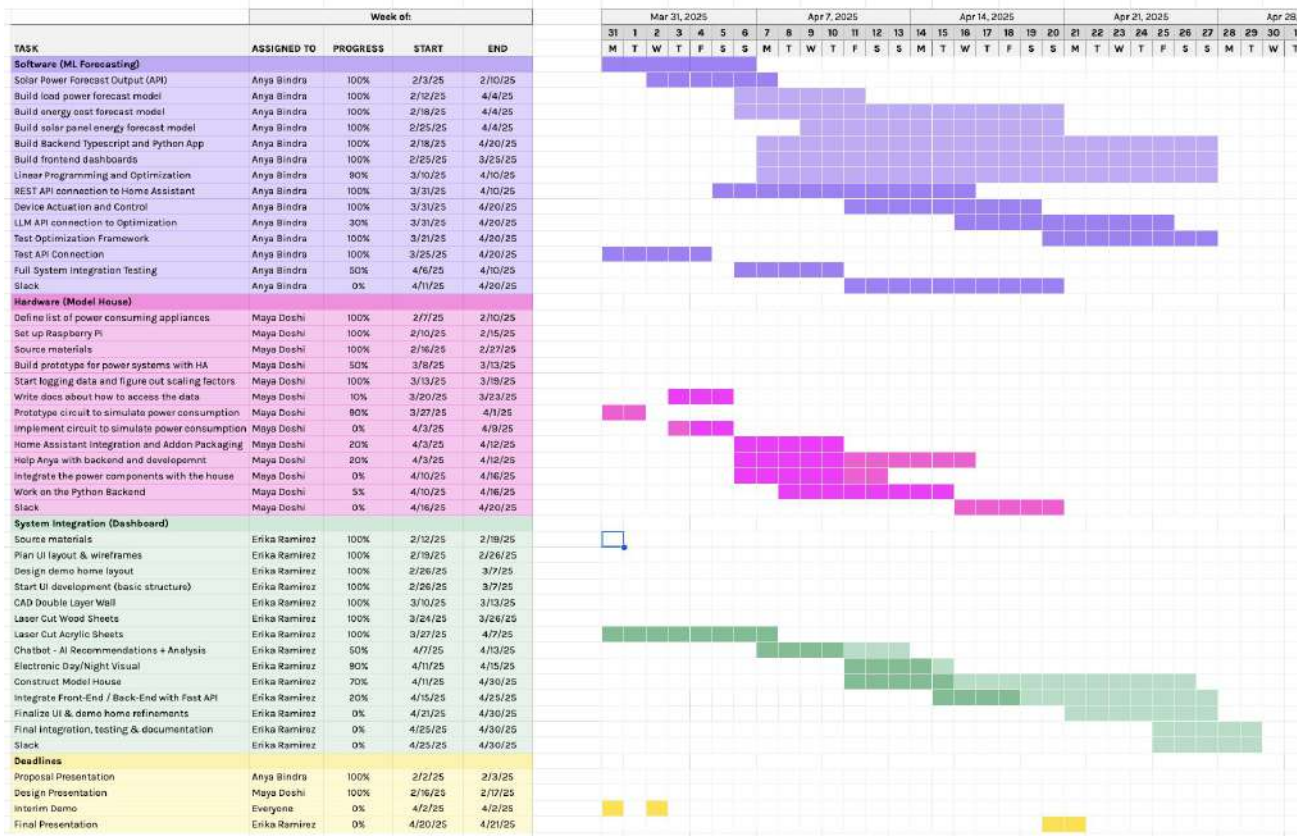 Week of: Mar 31, 2025 Apr 7, 2025 Apr 14, 2025 Apr 21, 2025 Apr 28,
31 1 2 3 4 5 6 7 8 9 10 11 12 13 14 15 16 17 18 19 20 21 22 23 24 25 26 27 28 29 30 1
TASK ASSIGNED TO PROGRESS START END M T W T F S S M T W T F S S M T W T F S S M T W T F S S M T W T
Software (ML Forecasting)
Solar Power Forecast Output (API) Anya Bindra 100% 2/3/25 2/10/25
Build load power forecast model Anya Bindra 100% 2/12/25 4/4/25
Build energy cost forecast model Anya Bindra 100% 2/18/25 4/4/25
Build solar panel energy forecast model Anya Bindra 100% 2/25/25 4/4/25
Build Backend Typescript and Python App Anya Bindra 100% 2/18/25 4/20/25
Build frontend dashboards Anya Bindra 100% 2/25/25 3/25/25
Linear Programming and Optimization Anya Bindra 90% 3/10/25 4/10/25
REST API connection to Home Assistant Anya Bindra 100% 3/31/25 4/10/25
Device Actuation and Control Anya Bindra 100% 3/31/25 4/20/25
LLM API connection to Optimization Anya Bindra 30% 3/31/25 4/20/25
Test Optimization Framework Anya Bindra 100% 3/21/25 4/20/25
Test API Connection Anya Bindra 100% 3/25/25 4/20/25
Full System Integration Testing Anya Bindra 50% 4/6/25 4/10/25
Slack Anya Bindra 0% 4/11/25 4/20/25
Hardware (Model House)
Define list of power consuming appliances Maya Doshi 100% 2/7/25 2/10/25
Set up Raspberry Pi Maya Doshi 100% 2/10/25 2/15/25
Source materials Maya Doshi 100% 2/16/25 2/27/25
Build prototype for power systems with HA Maya Doshi 50% 3/8/25 3/13/25
Start logging data and figure out scaling factors Maya Doshi 100% 3/13/25 3/19/25
Write docs about how to access the data Maya Doshi 10% 3/20/25 3/23/25
Prototype circuit to simulate power consumption Maya Doshi 90% 3/27/25 4/1/25
Implement circuit to simulate power consumption Maya Doshi 0% 4/3/25 4/9/25
Home Assistant Integration and Addon Packaging Maya Doshi 20% 4/3/25 4/12/25
Help Anya with backend and developemnt Maya Doshi 20% 4/3/25 4/12/25
Integrate the power components with the house Maya Doshi 0% 4/10/25 4/16/25
Work on the Python Backend Maya Doshi 5% 4/10/25 4/16/25
Slack Maya Doshi 0% 4/16/25 4/20/25
System Integration (Dashboard)
Source materials Erika Ramirez 100% 2/12/25 2/19/25
Plan UI layout & wireframes Erika Ramirez 100% 2/19/25 2/26/25
Design demo home layout Erika Ramirez 100% 2/26/25 3/7/25
Start UI development (basic structure) Erika Ramirez 100% 2/26/25 3/7/25
CAD Double Layer Wall Erika Ramirez 100% 3/10/25 3/13/25
Laser Cut Wood Sheets Erika Ramirez 100% 3/24/25 3/26/25
Laser Cut Acrylic Sheets Erika Ramirez 100% 3/27/25 4/7/25
Chatbot - AI Recommendations + Analysis Erika Ramirez 50% 4/7/25 4/13/25
Electronic Day/Night Visual Erika Ramirez 90% 4/11/25 4/15/25
Construct Model House Erika Ramirez 70% 4/11/25 4/30/25
Integrate Front-End / Back-End with Fast API Erika Ramirez 20% 4/15/25 4/25/25
Finalize UI & demo home refinements Erika Ramirez 0% 4/21/25 4/30/25
Final integration, testing & documentation Erika Ramirez 0% 4/25/25 4/30/25
Slack Erika Ramirez 0% 4/25/25 4/30/25
Deadlines
Proposal Presentation Anya Bindra 100% 2/2/25 2/3/25
Design Presentation Maya Doshi 100% 2/16/25 2/17/25
Interim Demo Everyone 0% 4/2/25 4/2/25
Final Presentation Erika Ramirez 0% 4/20/25 4/21/25